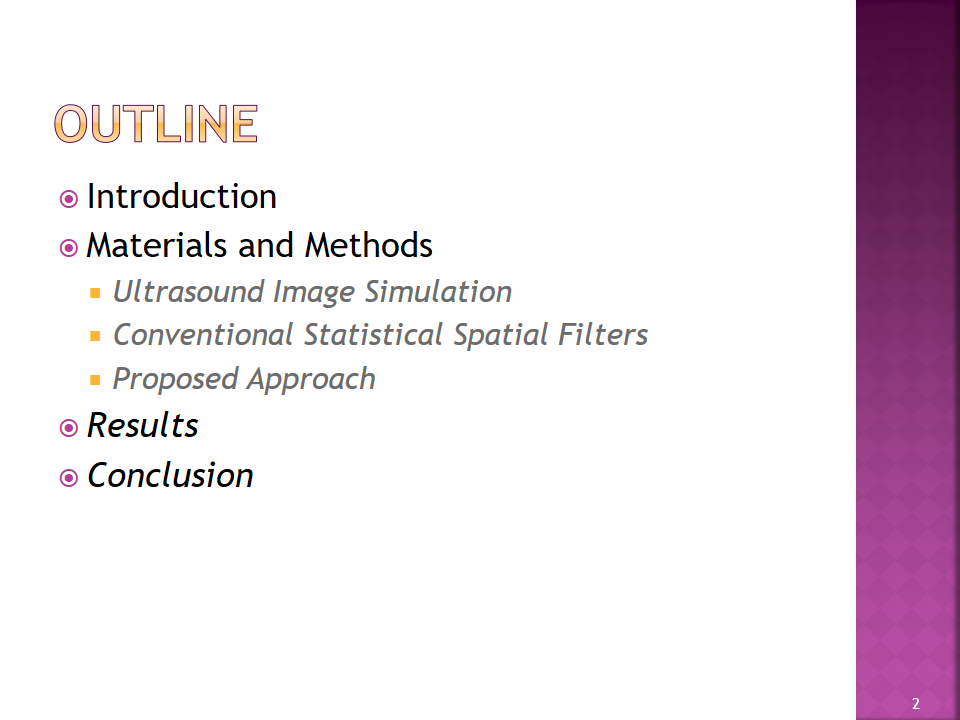 OUTLINE
Introduction
Materials and Methods
Ultrasound Image Simulation
Conventional Statistical Spatial Filters
Proposed Approach
Results
Conclusion
2